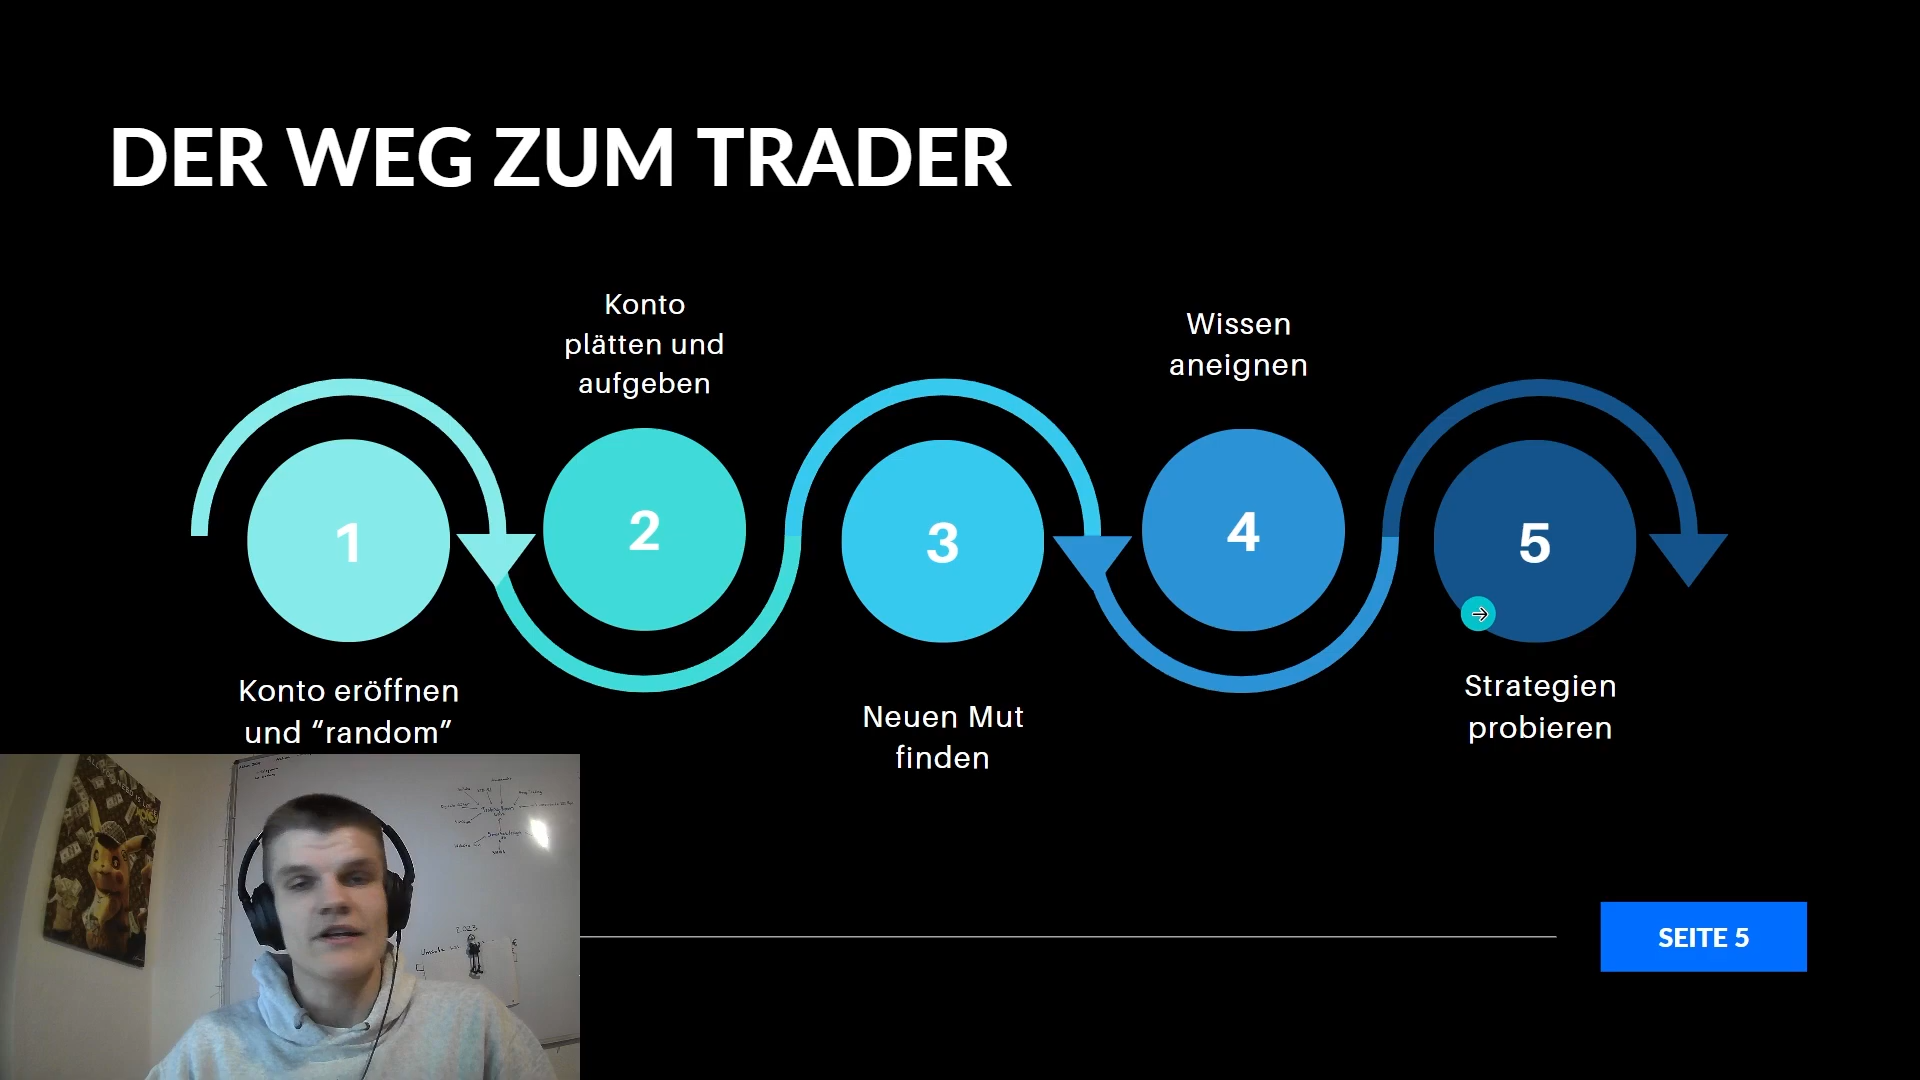 DER WEG ZUM TRADER
Konto
plätten und
aufgeben
Wissen
aneignen
1
2
3
4
5
Konto eröffnen
und “random”
Neuen Mut
finden
Strategien
probieren
2023
SEITE 5